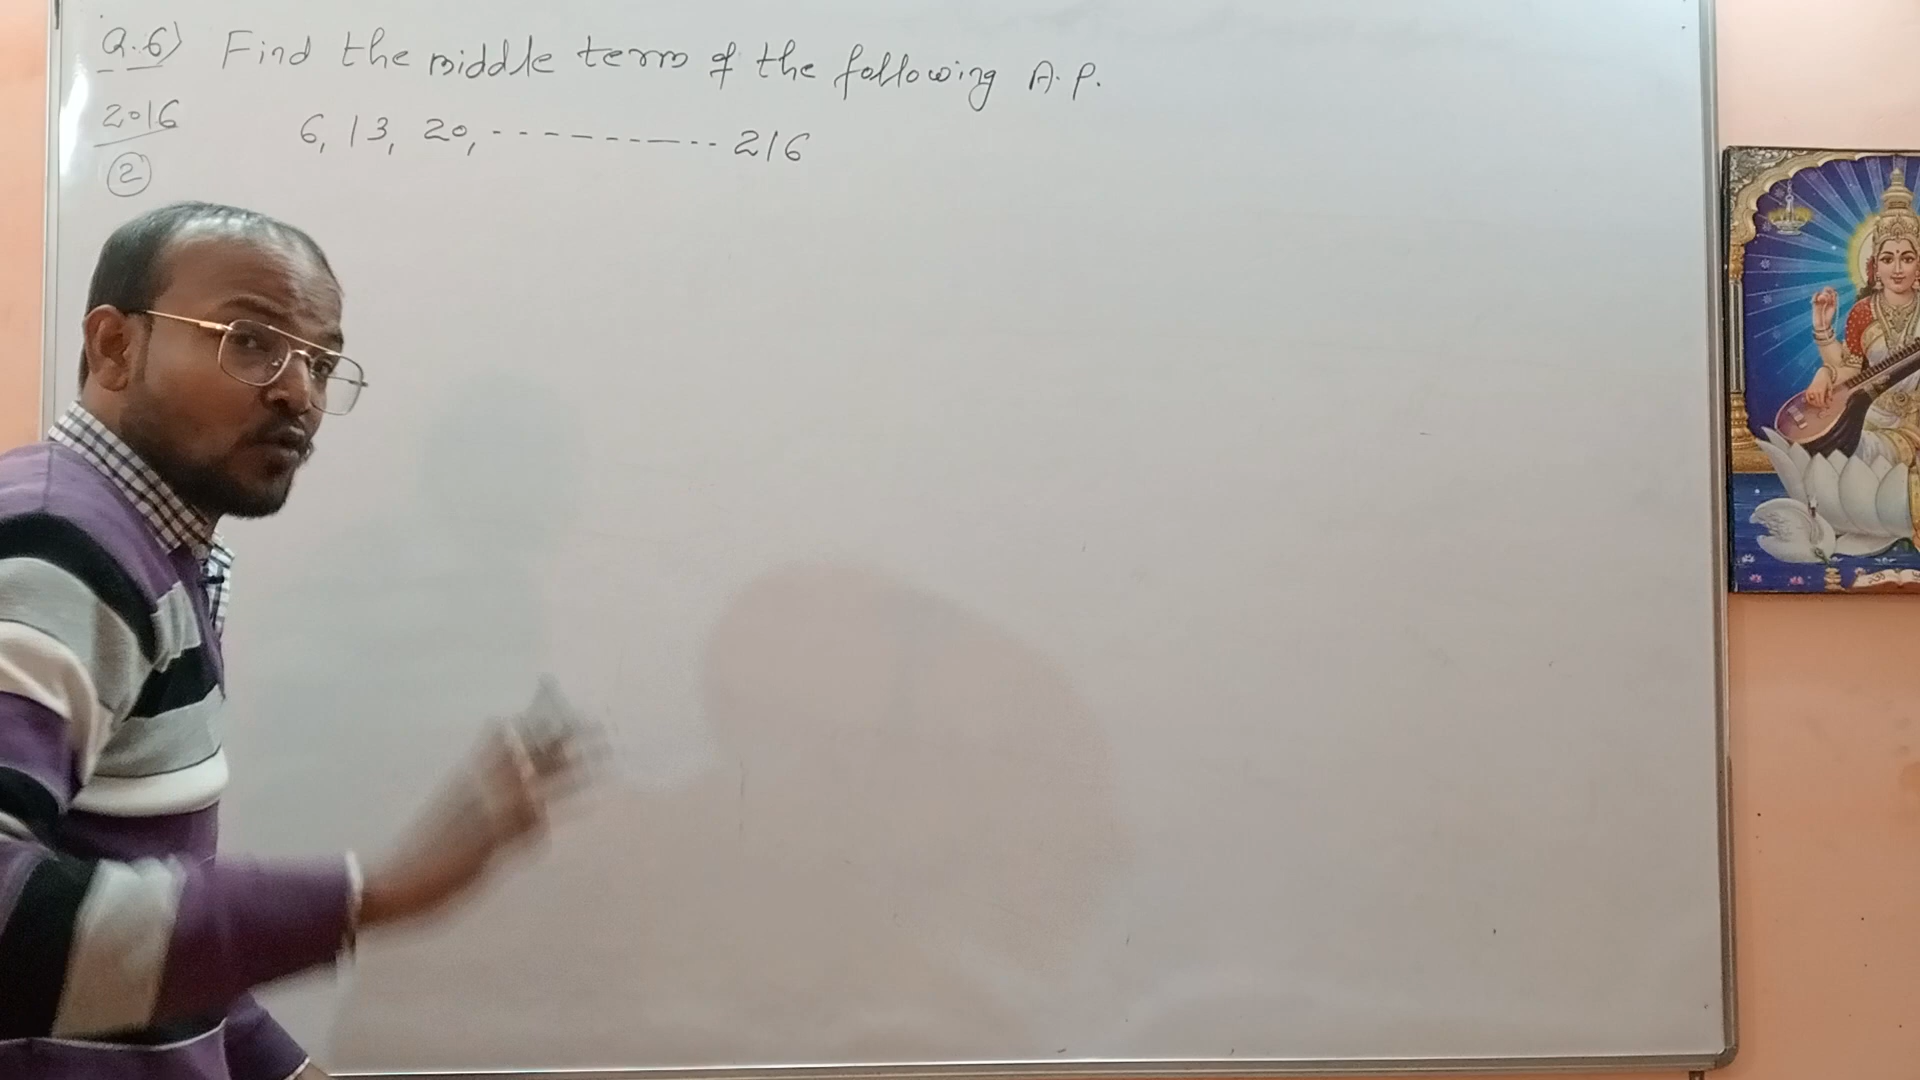 Q.6) Find the middle term of the following A.P.
2016
6, 13, 20, ---------- 216
2